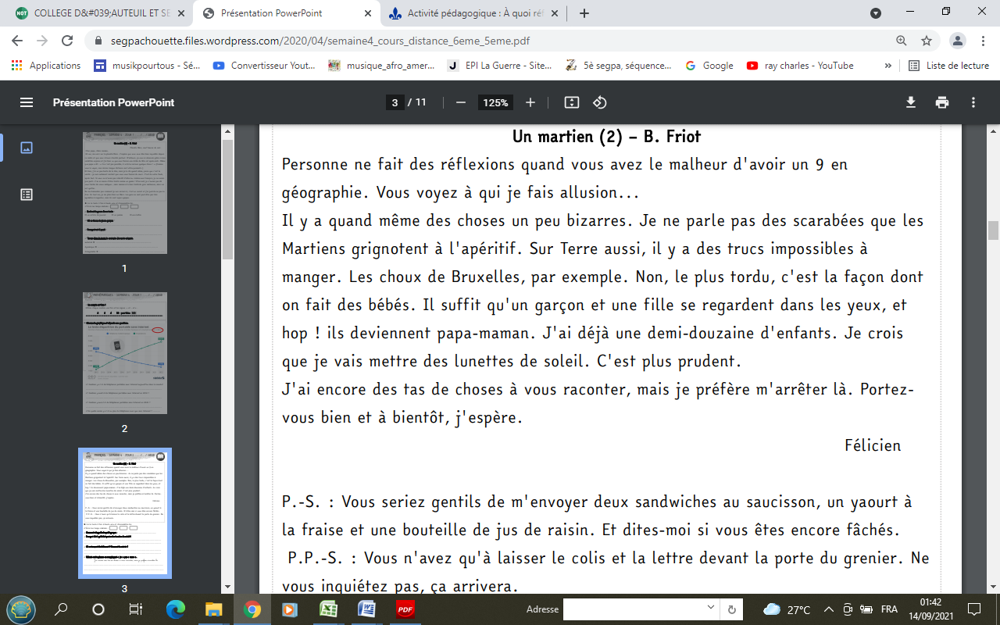 COLLEGE D&#039;AUTEUIL ET SE
Présentation PowerPoint
Activité pédagogique : À quoi réf
segpachouette.files.wordpress.com/2020/04/semaine4_cours_distance_6eme_5eme.pdf
Applications
musikpourtous - Sé...
Convertisseur Yout...
musique_afro_amer...
EPI La Guerre - Site...
5è segpa, séquence...
Google
ray charles - YouTube
»
Liste de lecture
Présentation PowerPoint
3 / 11
125%
Un martien (2) – B. Friot
Personne ne fait des réflexions quand vous avez le malheur d'avoir un 9 en
géographie. Vous voyez à qui je fais allusion...
Il y a quand même des choses un peu bizarres. Je ne parle pas des scarabées que les
Martiens grignotent à l'apéritif. Sur Terre aussi, il y a des trucs impossibles à
manger. Les choux de Bruxelles, par exemple. Non, le plus tordu, c'est la façon dont
on fait des bébés. Il suffit qu'un garçon et une fille se regardent dans les yeux, et
hop ! ils deviennent papa-maman. J'ai déjà une demi-douzaine d'enfants. Je crois
que je vais mettre des lunettes de soleil. C'est plus prudent.
J'ai encore des tas de choses à vous raconter, mais je préfère m'arrêter là. Portez-
vous bien et à bientôt, j'espère.
Félicien
P.-S. : Vous seriez gentils de m'envoyer deux sandwiches au saucisson, un yaourt à
la fraise et une bouteille de jus de raisin. Et dites-moi si vous êtes encore fâchés.
P.P.-S. : Vous n'avez qu'à laisser le colis et la lettre devant la porte du grenier. Ne
vous inquiétez pas, ça arrivera.
1
2
3
Adresse
27°C
FRA
01:42
14/09/2021